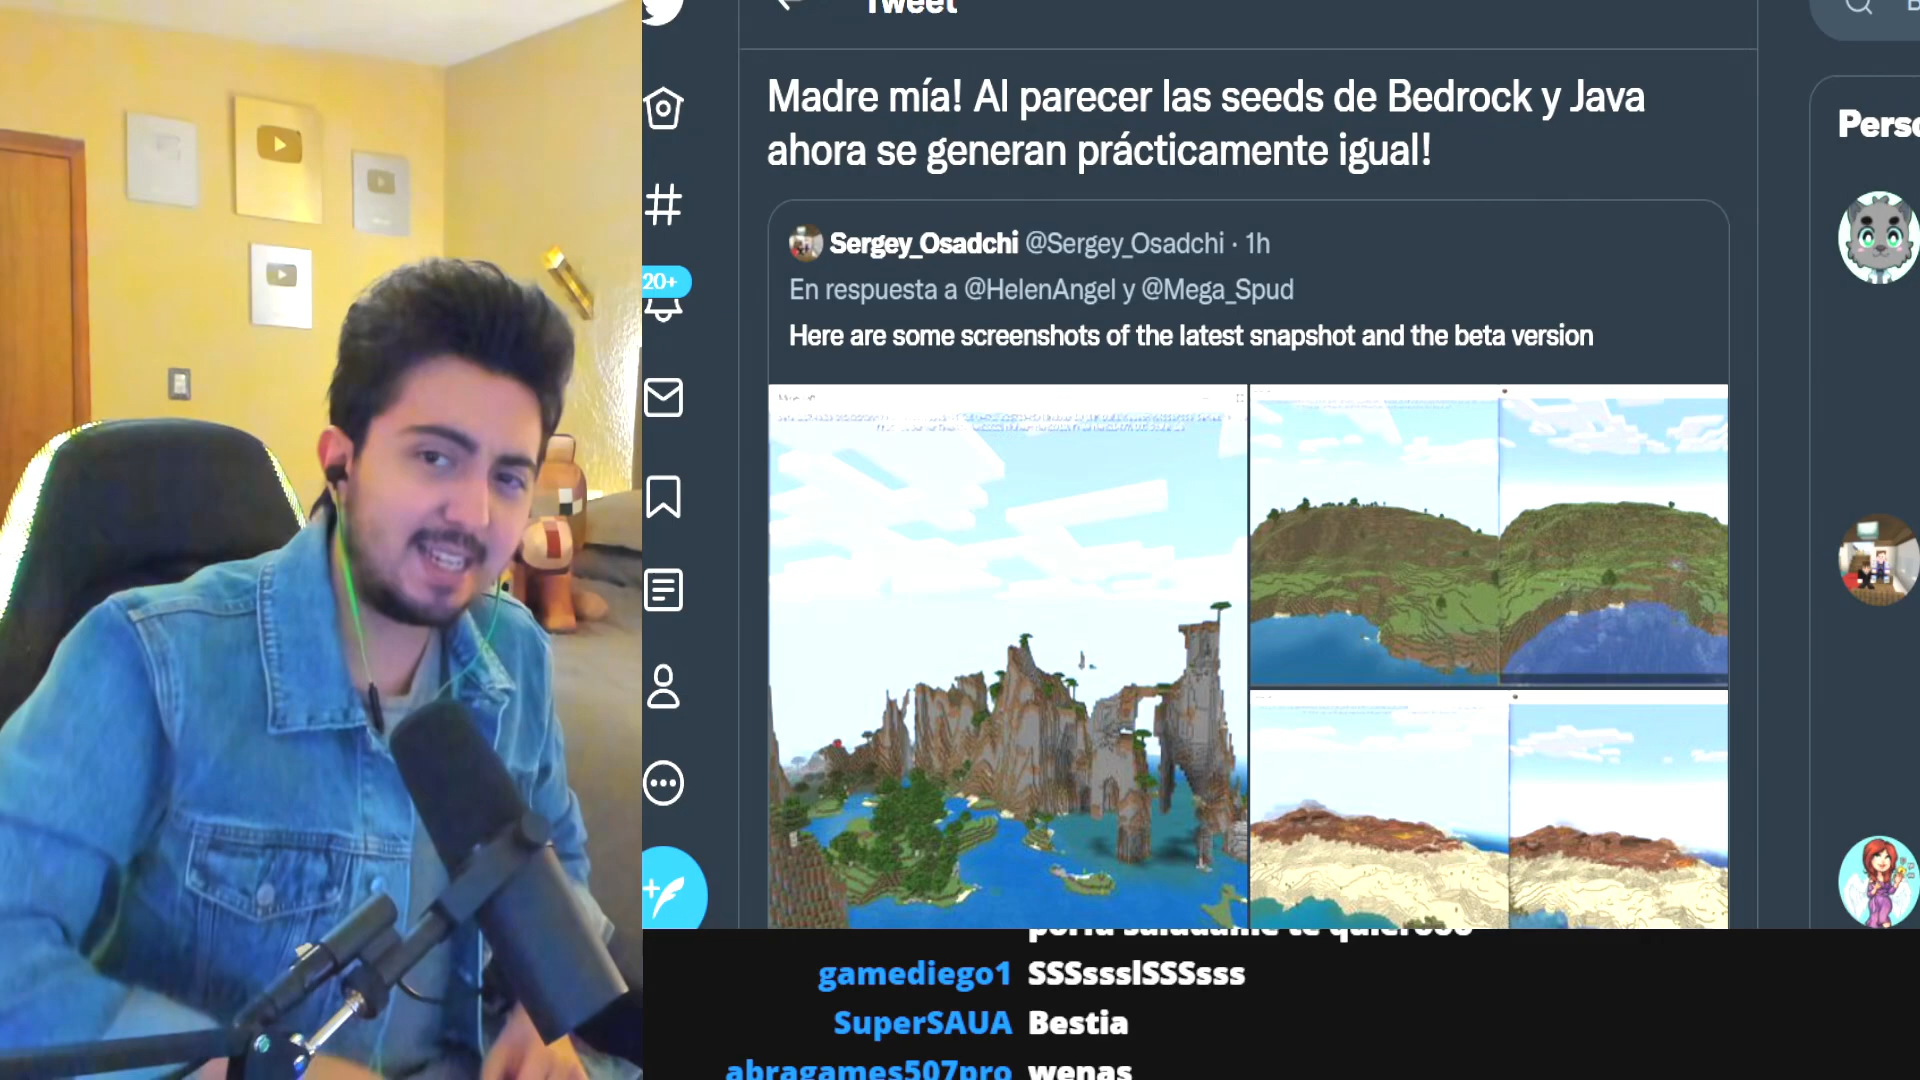 Tweet
Madre mía! Al parecer las seeds de Bedrock y Java
ahora se generan prácticamente igual!
Sergey_Osadchi @Sergey_Osadchi · 1h
En respuesta a @HelenAngel y @Mega_Spud
Here are some screenshots of the latest snapshot and the beta version
20+
gamediego1 SSSssslSSSsss
SuperSAUA Bestia
abragames507pro wenas